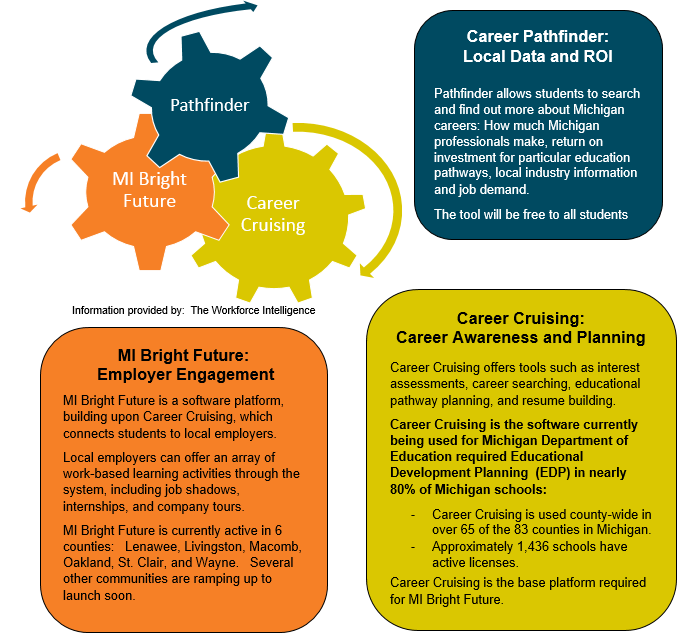 Pathfinder
MI Bright
Future
Career
Cruising
Information provided by:  The Workforce Intelligence
Career Pathfinder:
Local Data and ROI
Pathfinder allows students to search
and find out more about Michigan
careers: How much Michigan
professionals make, return on
investment for particular education
pathways, local industry information
and job demand.
The tool will be free to all students
MI Bright Future:
Employer Engagement
MI Bright Future is a software platform,
building upon Career Cruising, which
connects students to local employers.
Local employers can offer an array of
work-based learning activities through the
system, including job shadows,
internships, and company tours.
MI Bright Future is currently active in 6
counties:   Lenawee, Livingston, Macomb,
Oakland, St. Clair, and Wayne.   Several
other communities are ramping up to
launch soon.
Career Cruising:
Career Awareness and Planning
Career Cruising offers tools such as interest
assessments, career searching, educational
pathway planning, and resume building.
Career Cruising is the software currently
being used for Michigan Department of
Education required Educational
Development Planning  (EDP) in nearly
80% of Michigan schools:
- Career Cruising is used county-wide in
over 65 of the 83 counties in Michigan.
- Approximately 1,436 schools have
active licenses.
Career Cruising is the base platform required
for MI Bright Future.